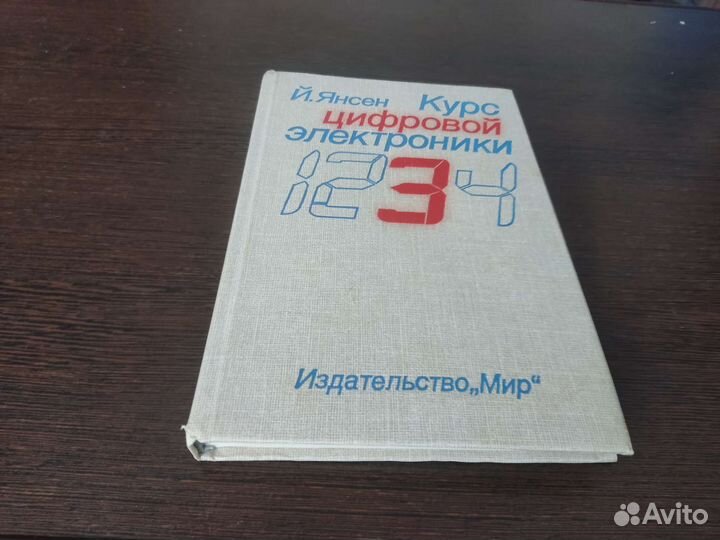 Й. Янсен Курс
цифровой
электроники
1234
Издательство „Мир“
Avito